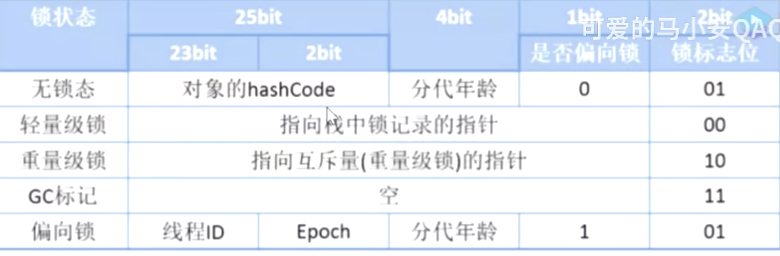 锁状态 25bit 4bit 1bit 2bit
可爱的马小安QAQ
23bit 2bit 是否偏向锁 锁标志位
无锁态 对象的hashCode 分代年龄 0 01
轻量级锁 指向栈中锁记录的指针 00
重量级锁 指向互斥量(重量级锁)的指针 10
GC标记 空 11
偏向锁 线程ID Epoch 分代年龄 1 01